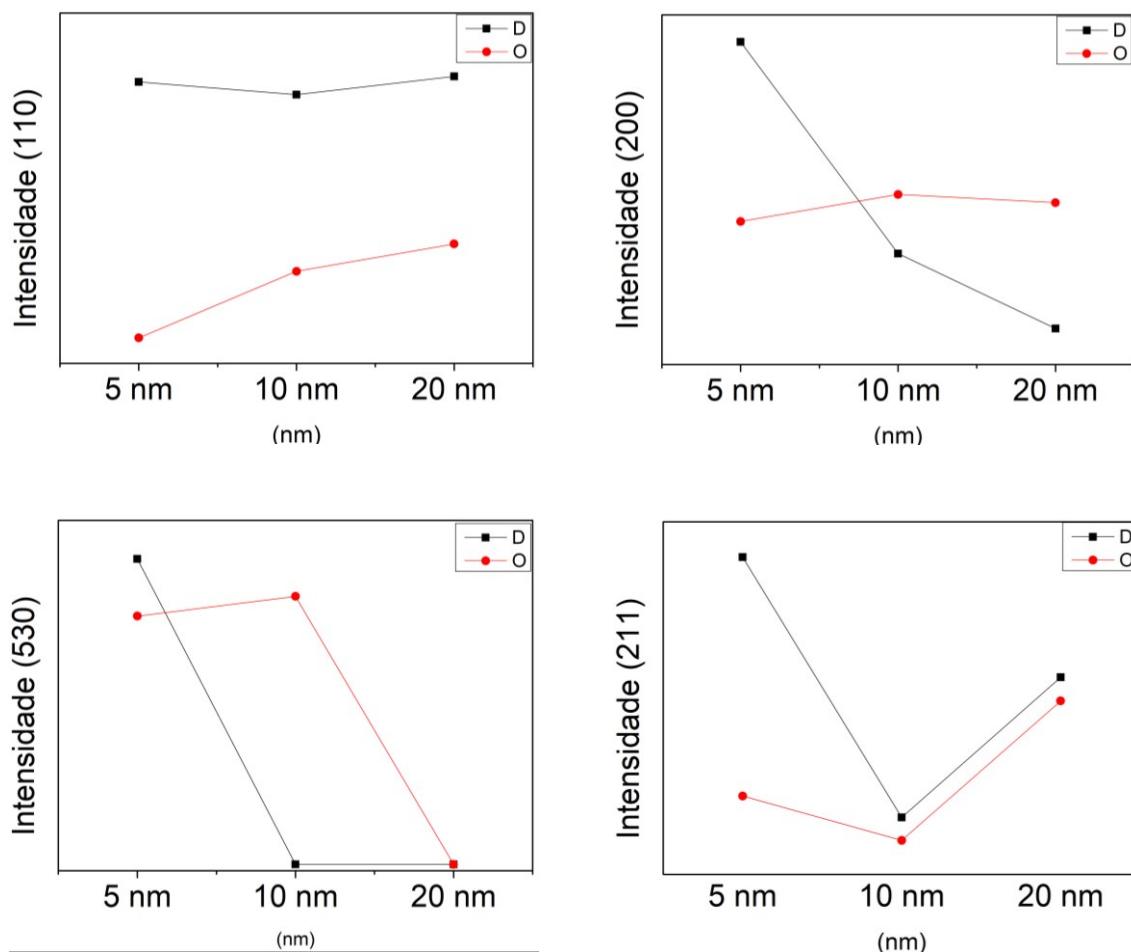 D
O
Intensidade (110)
5 nm 10 nm 20 nm
(nm)
D
O
Intensidade (200)
5 nm 10 nm 20 nm
(nm)
D
O
Intensidade (530)
5 nm 10 nm 20 nm
(nm)
D
O
Intensidade (211)
5 nm 10 nm 20 nm
(nm)